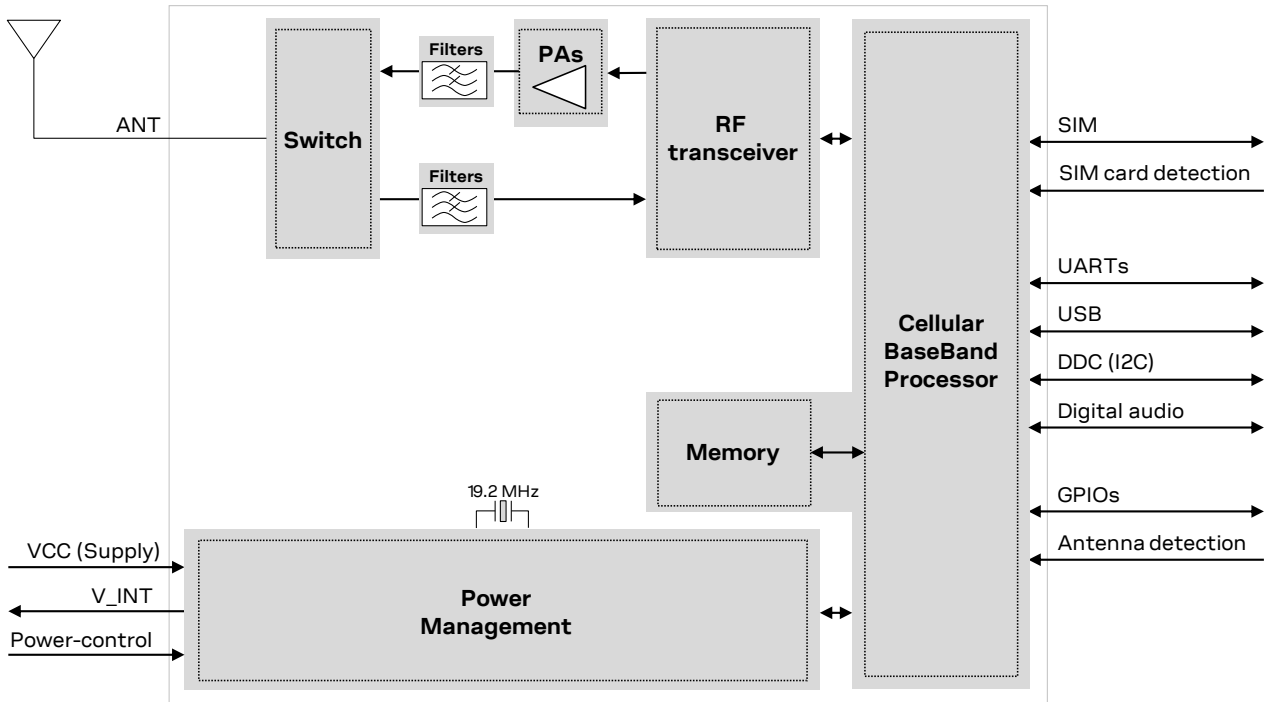 ANT
Switch
Filters
PAs
Filters
RF
transceiver
Cellular
BaseBand
Processor
SIM
SIM card detection
UARTs
USB
DDC (I2C)
Digital audio
GPIOs
Antenna detection
Memory
19.2 MHz
VCC (Supply)
V_INT
Power-control
Power
Management